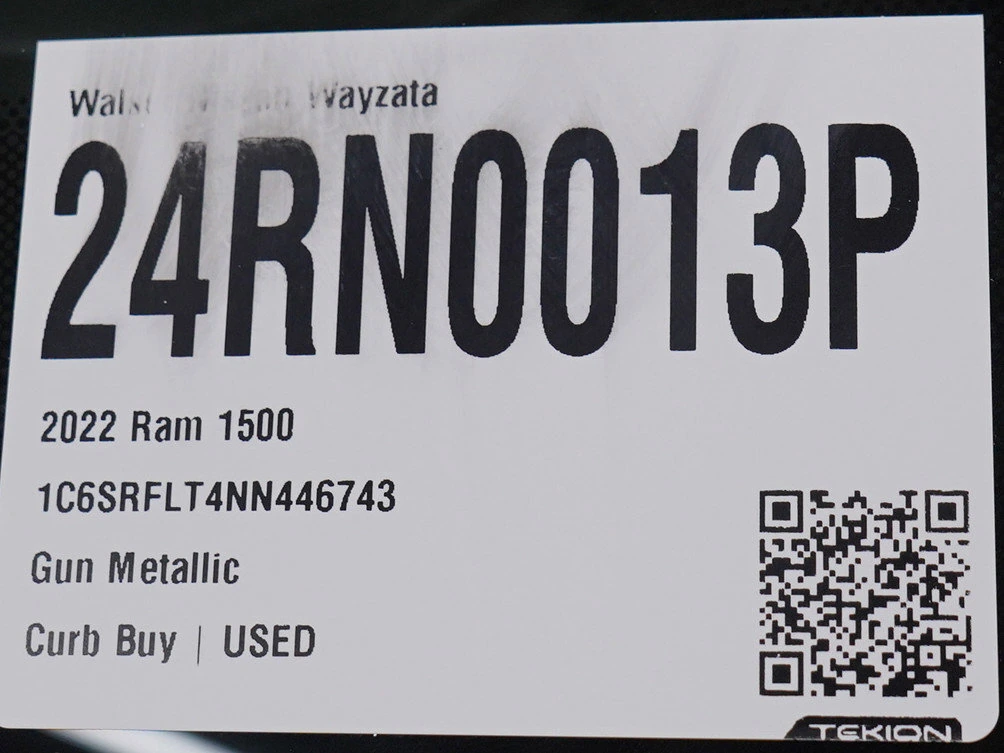 Wayzata
24RN0013P
2022 Ram 1500
1C6SRFLT4NN446743
Gun Metallic
Curb Buy | USED
TEKION